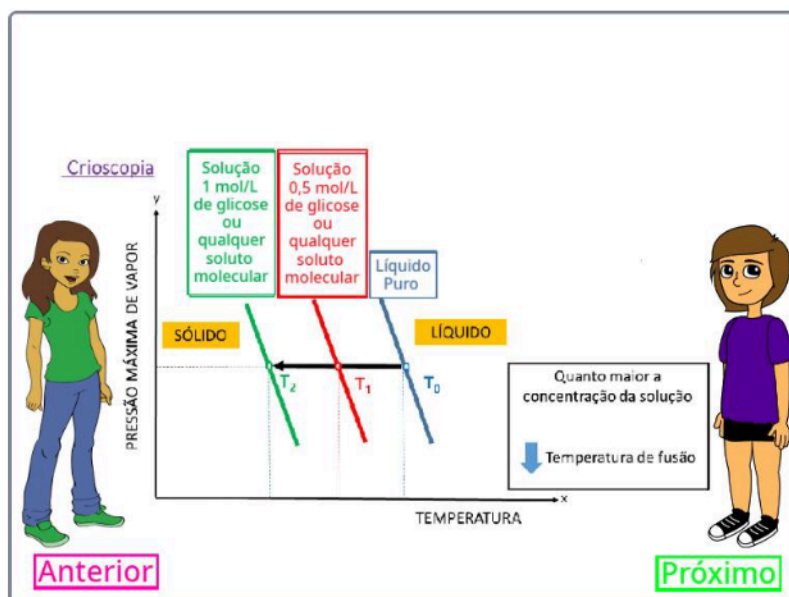 Crioscopia
Solução
1 mol/L
de glicose
ou
qualquer
soluto
molecular
Solução
0,5 mol/L
de glicose
ou
qualquer
soluto
molecular
Líquido
Puro
y
PRESSÃO MÁXIMA DE VAPOR
SÓLIDO
LÍQUIDO
T₂
T₁
T₀
Quanto maior a
concentração da solução
Temperatura de fusão
x
TEMPERATURA
Anterior
Próximo